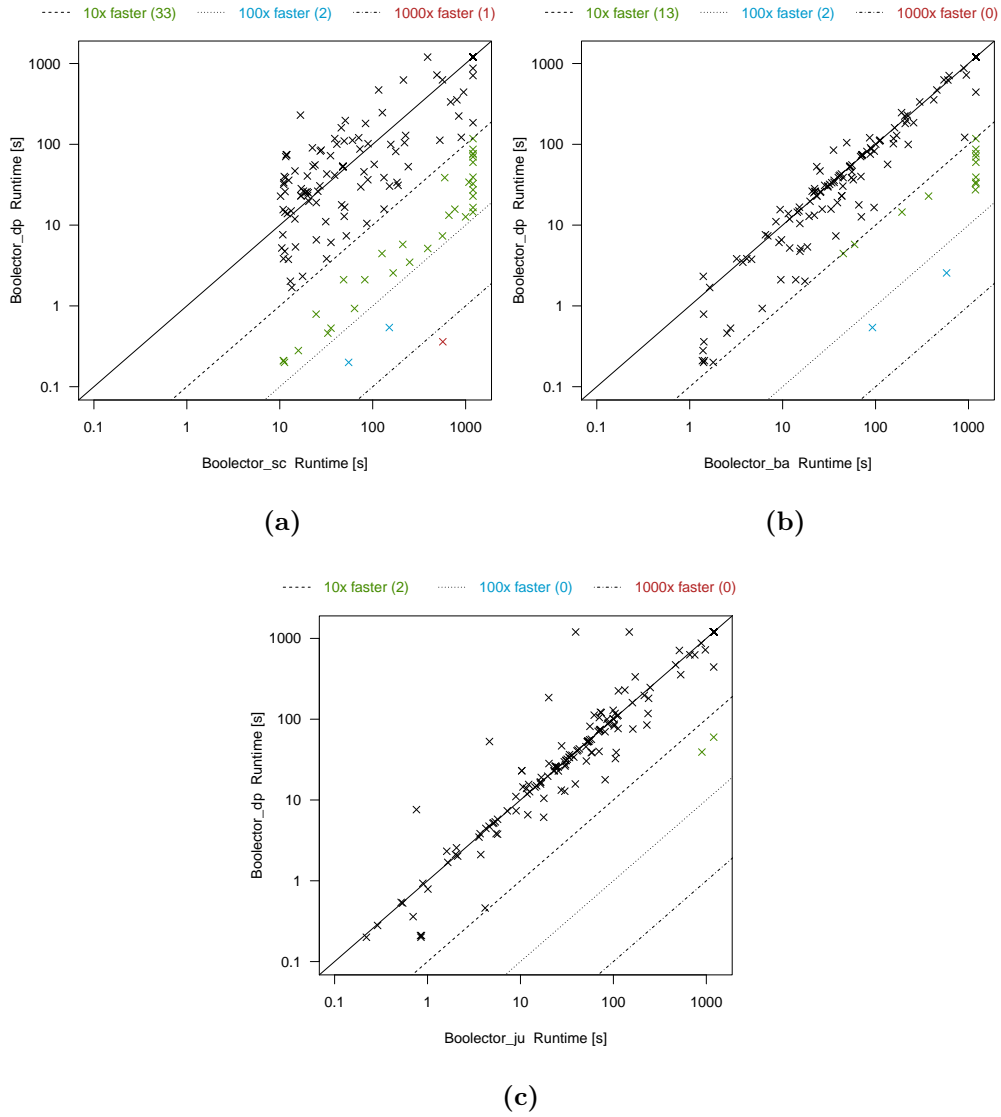 10x faster (33) 100x faster (2) 1000x faster (1)
1000
100
10
1
0.1
Boolector_dp Runtime [s]
0.1 1 10 100 1000
Boolector_sc Runtime [s]
(a)
10x faster (13) 100x faster (2) 1000x faster (0)
1000
100
10
1
0.1
Boolector_dp Runtime [s]
0.1 1 10 100 1000
Boolector_ba Runtime [s]
(b)
10x faster (2) 100x faster (0) 1000x faster (0)
1000
100
10
1
0.1
Boolector_dp Runtime [s]
0.1 1 10 100 1000
Boolector_ju Runtime [s]
(c)